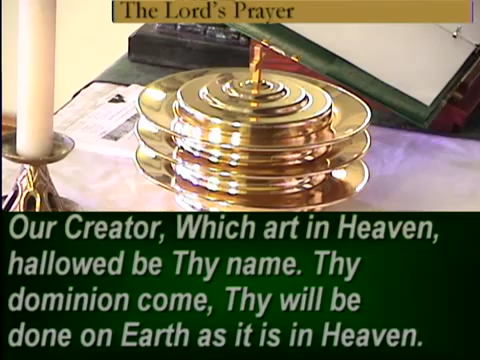 The Lord's Prayer
Our Creator, Which art in Heaven,
hallowed be Thy name. Thy
dominion come, Thy will be
done on Earth as it is in Heaven.